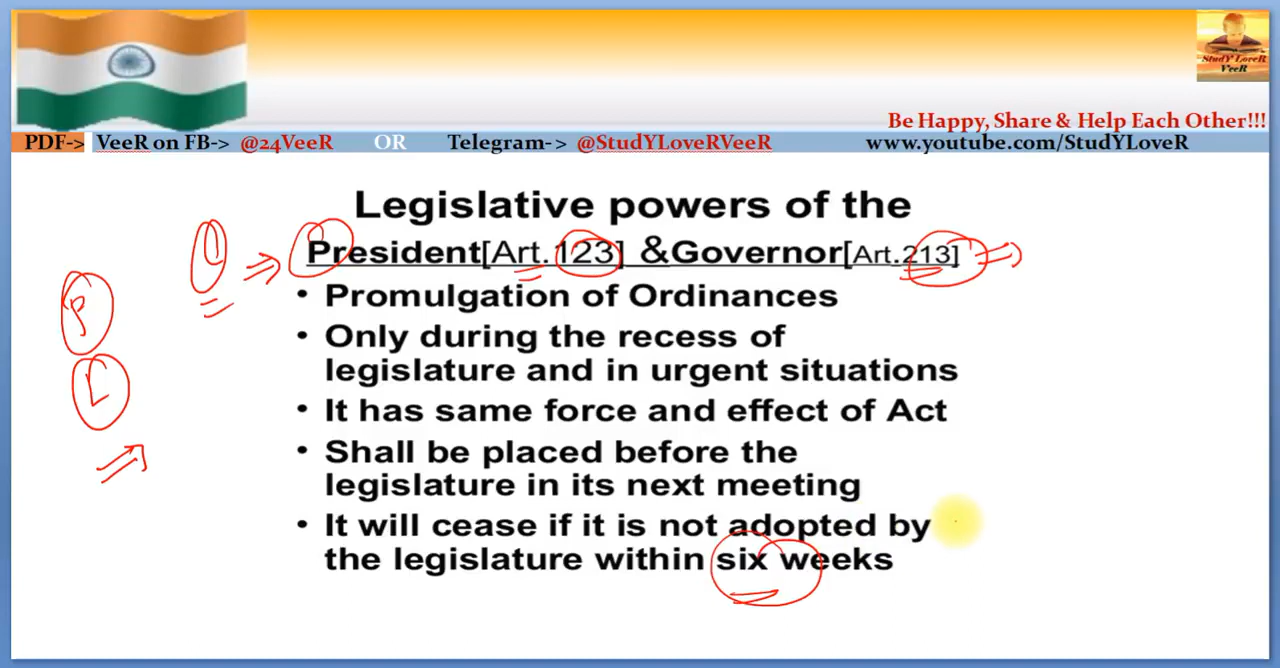 StudY LoveR
VeeR
Be Happy, Share & Help Each Other!!!
PDF-> VeeR on FB-> @24VeeR OR Telegram-> @StudYLoveRVeeR www.youtube.com/StudYLoveR
Legislative powers of the
President[Art.123] &Governor[Art.213]
• Promulgation of Ordinances
• Only during the recess of
legislature and in urgent situations
• It has same force and effect of Act
• Shall be placed before the
legislature in its next meeting
• It will cease if it is not adopted by
the legislature within six weeks
P
L